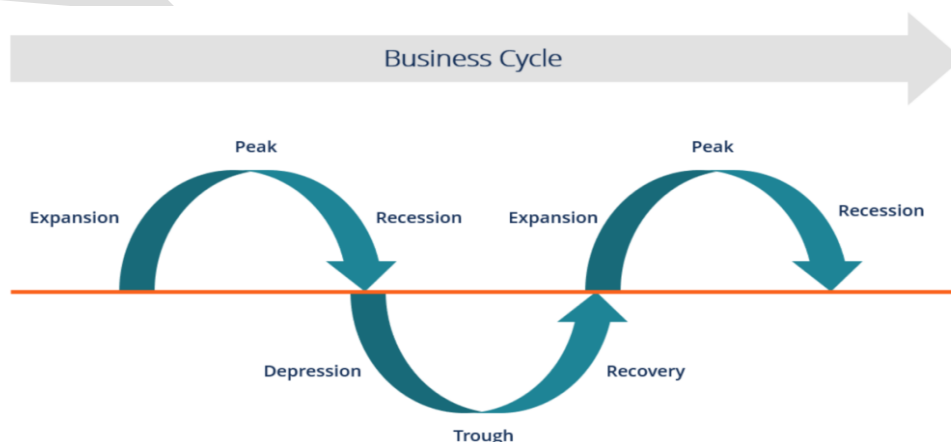 Business Cycle
Peak
Peak
Expansion
Recession
Expansion
Recession
Depression
Recovery
Trough